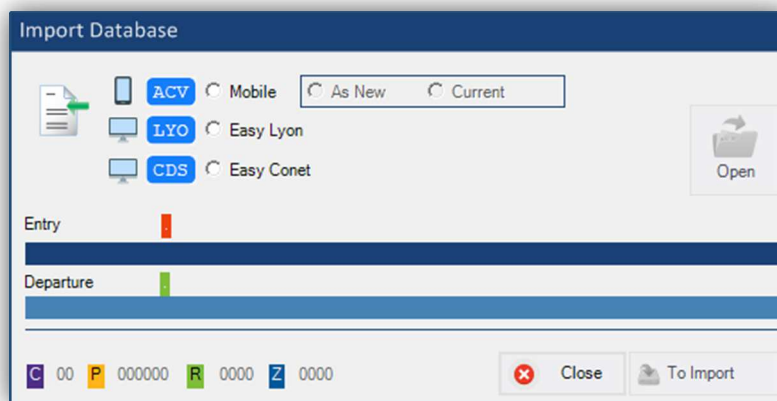 Import Database
ACV Mobile As New Current
LYO Easy Lyon
CDS Easy Conet
Open
Entry .
Departure .
C 00 P 000000 R 0000 Z 0000 Close To Import